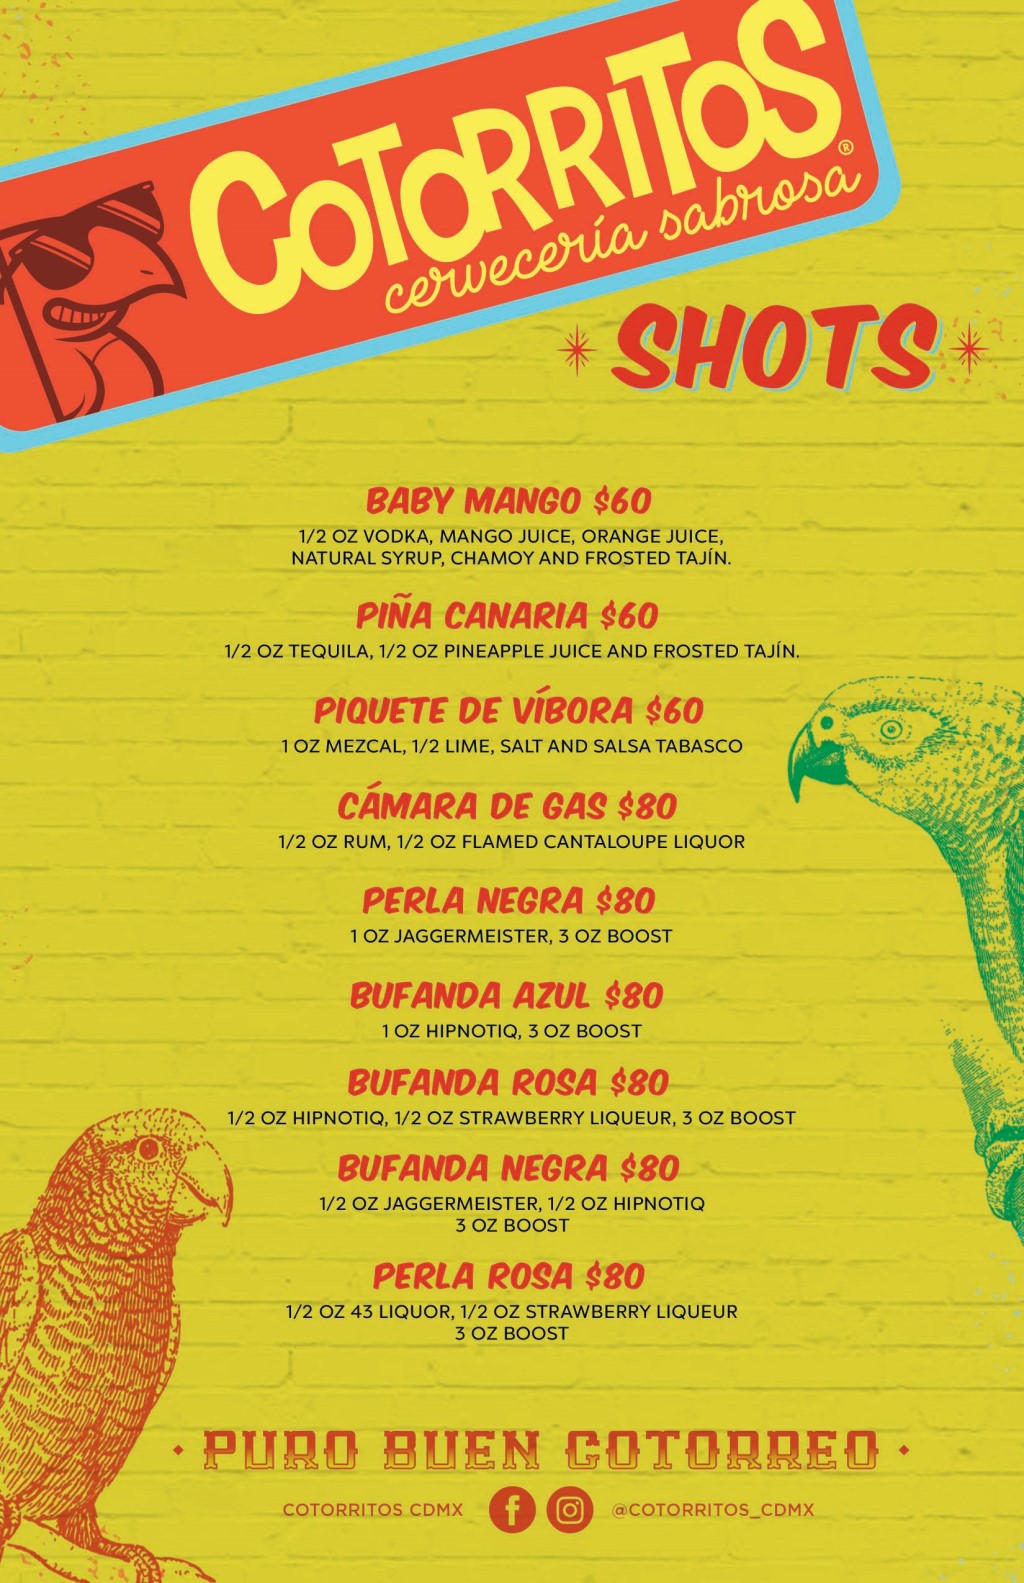 COTORRITOS®
cervecería sabrosa
SHOTS
BABY MANGO $60
1/2 OZ VODKA, MANGO JUICE, ORANGE JUICE,
NATURAL SYRUP, CHAMOY AND FROSTED TAJÍN.
PIÑA CANARIA $60
1/2 OZ TEQUILA, 1/2 OZ PINEAPPLE JUICE AND FROSTED TAJÍN.
PIQUETE DE VÍBORA $60
1 OZ MEZCAL, 1/2 LIME, SALT AND SALSA TABASCO
CÁMARA DE GAS $80
1/2 OZ RUM, 1/2 OZ FLAMED CANTALOUPE LIQUOR
PERLA NEGRA $80
1 OZ JAGGERMEISTER, 3 OZ BOOST
BUFANDA AZUL $80
1 OZ HIPNOTIQ, 3 OZ BOOST
BUFANDA ROSA $80
1/2 OZ HIPNOTIQ, 1/2 OZ STRAWBERRY LIQUEUR, 3 OZ BOOST
BUFANDA NEGRA $80
1/2 OZ JAGGERMEISTER, 1/2 OZ HIPNOTIQ
3 OZ BOOST
PERLA ROSA $80
1/2 OZ 43 LIQUOR, 1/2 OZ STRAWBERRY LIQUEUR
3 OZ BOOST
· PURO BUEN COTORREO ·
COTORRITOS CDMX @COTORRITOS_CDMX